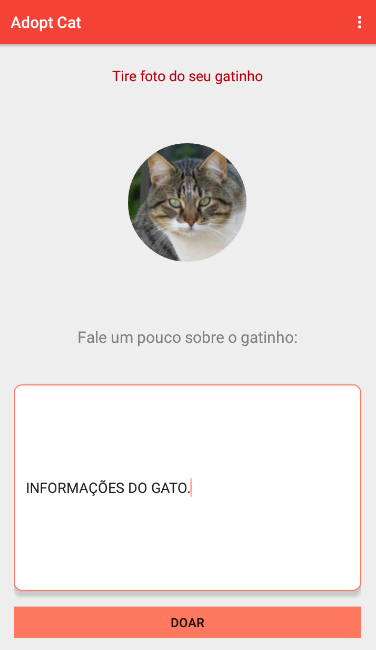 Adopt Cat
Tire foto do seu gatinho
Fale um pouco sobre o gatinho:
INFORMAÇÕES DO GATO.
DOAR